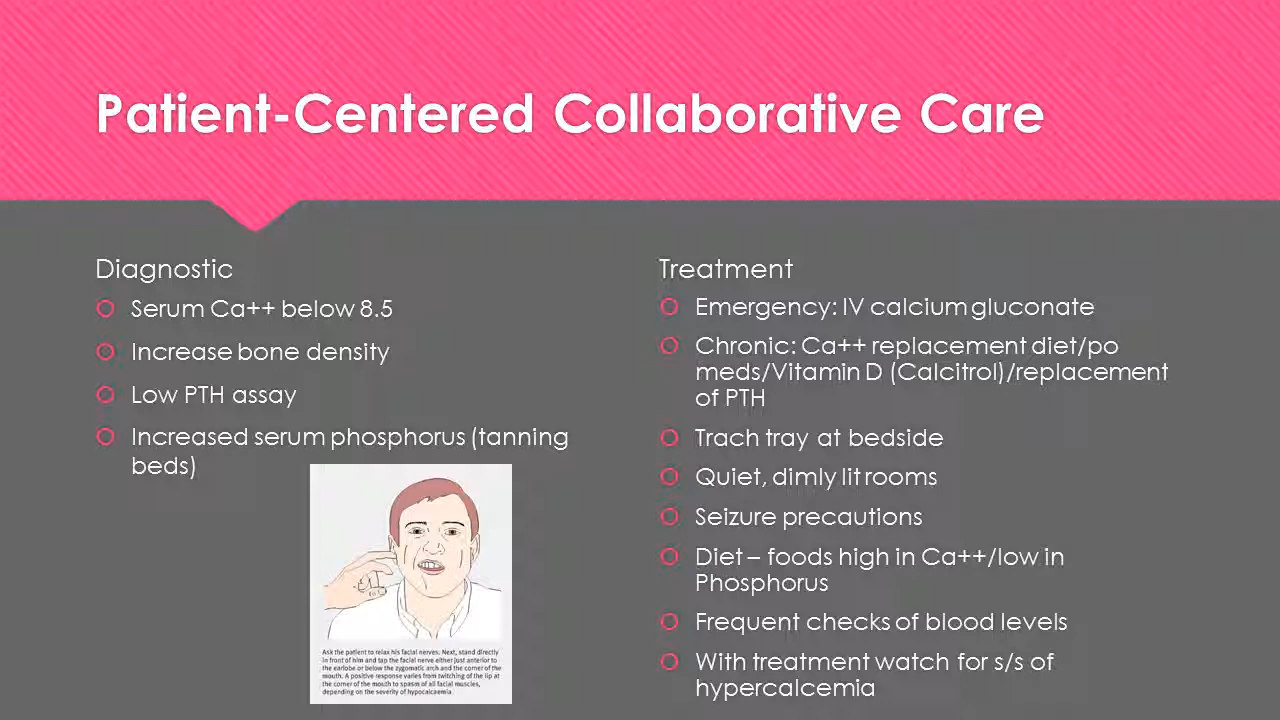 Patient-Centered Collaborative Care
Diagnostic
Serum Ca++ below 8.5
Increase bone density
Low PTH assay
Increased serum phosphorus (tanning
beds)
Ask the patient to relax his facial nerves. Next, stand directly
in front of him and tap the facial nerve either just anterior to
the earlobe or below the zygomatic arch and the corner of the
mouth. A positive response varies from twitching of the lip at
the corner of the mouth to spasm of all facial muscles,
depending on the severity of hypocalcaemia
Treatment
Emergency: IV calcium gluconate
Chronic: Ca++ replacement diet/po
meds/Vitamin D (Calcitrol)/replacement
of PTH
Trach tray at bedside
Quiet, dimly lit rooms
Seizure precautions
Diet – foods high in Ca++/low in
Phosphorus
Frequent checks of blood levels
With treatment watch for s/s of
hypercalcemia